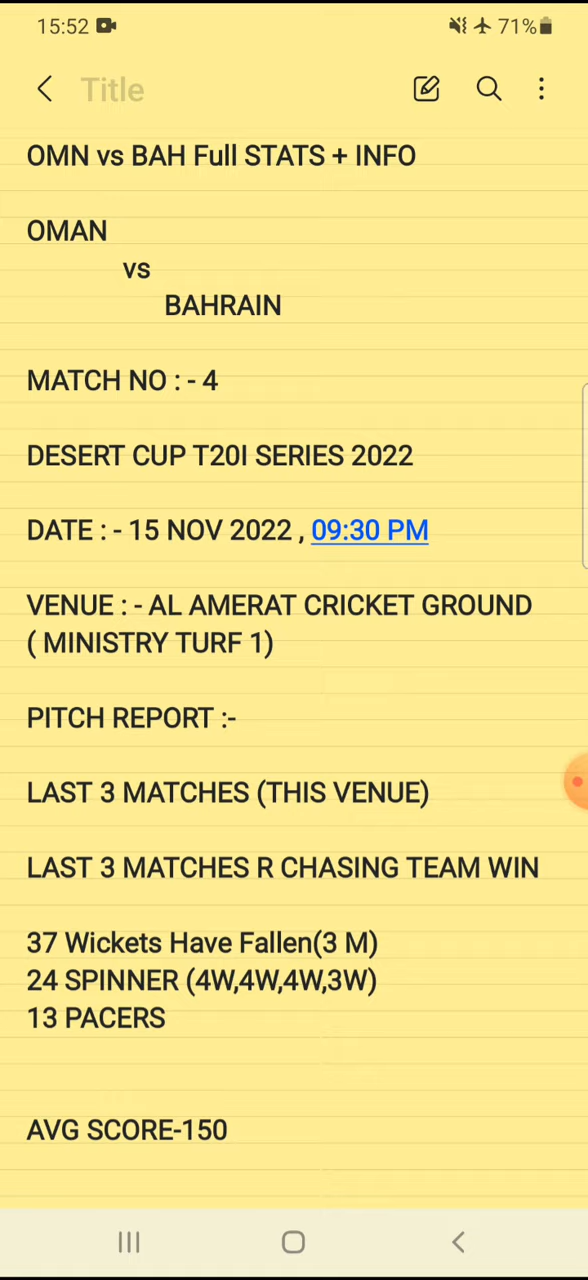 15:52
71%
Title
OMN vs BAH Full STATS + INFO
OMAN
vs
BAHRAIN
MATCH NO : - 4
DESERT CUP T20I SERIES 2022
DATE : - 15 NOV 2022 , 09:30 PM
VENUE : - AL AMERAT CRICKET GROUND
( MINISTRY TURF 1)
PITCH REPORT :-
LAST 3 MATCHES (THIS VENUE)
LAST 3 MATCHES R CHASING TEAM WIN
37 Wickets Have Fallen(3 M)
24 SPINNER (4W,4W,4W,3W)
13 PACERS
AVG SCORE-150